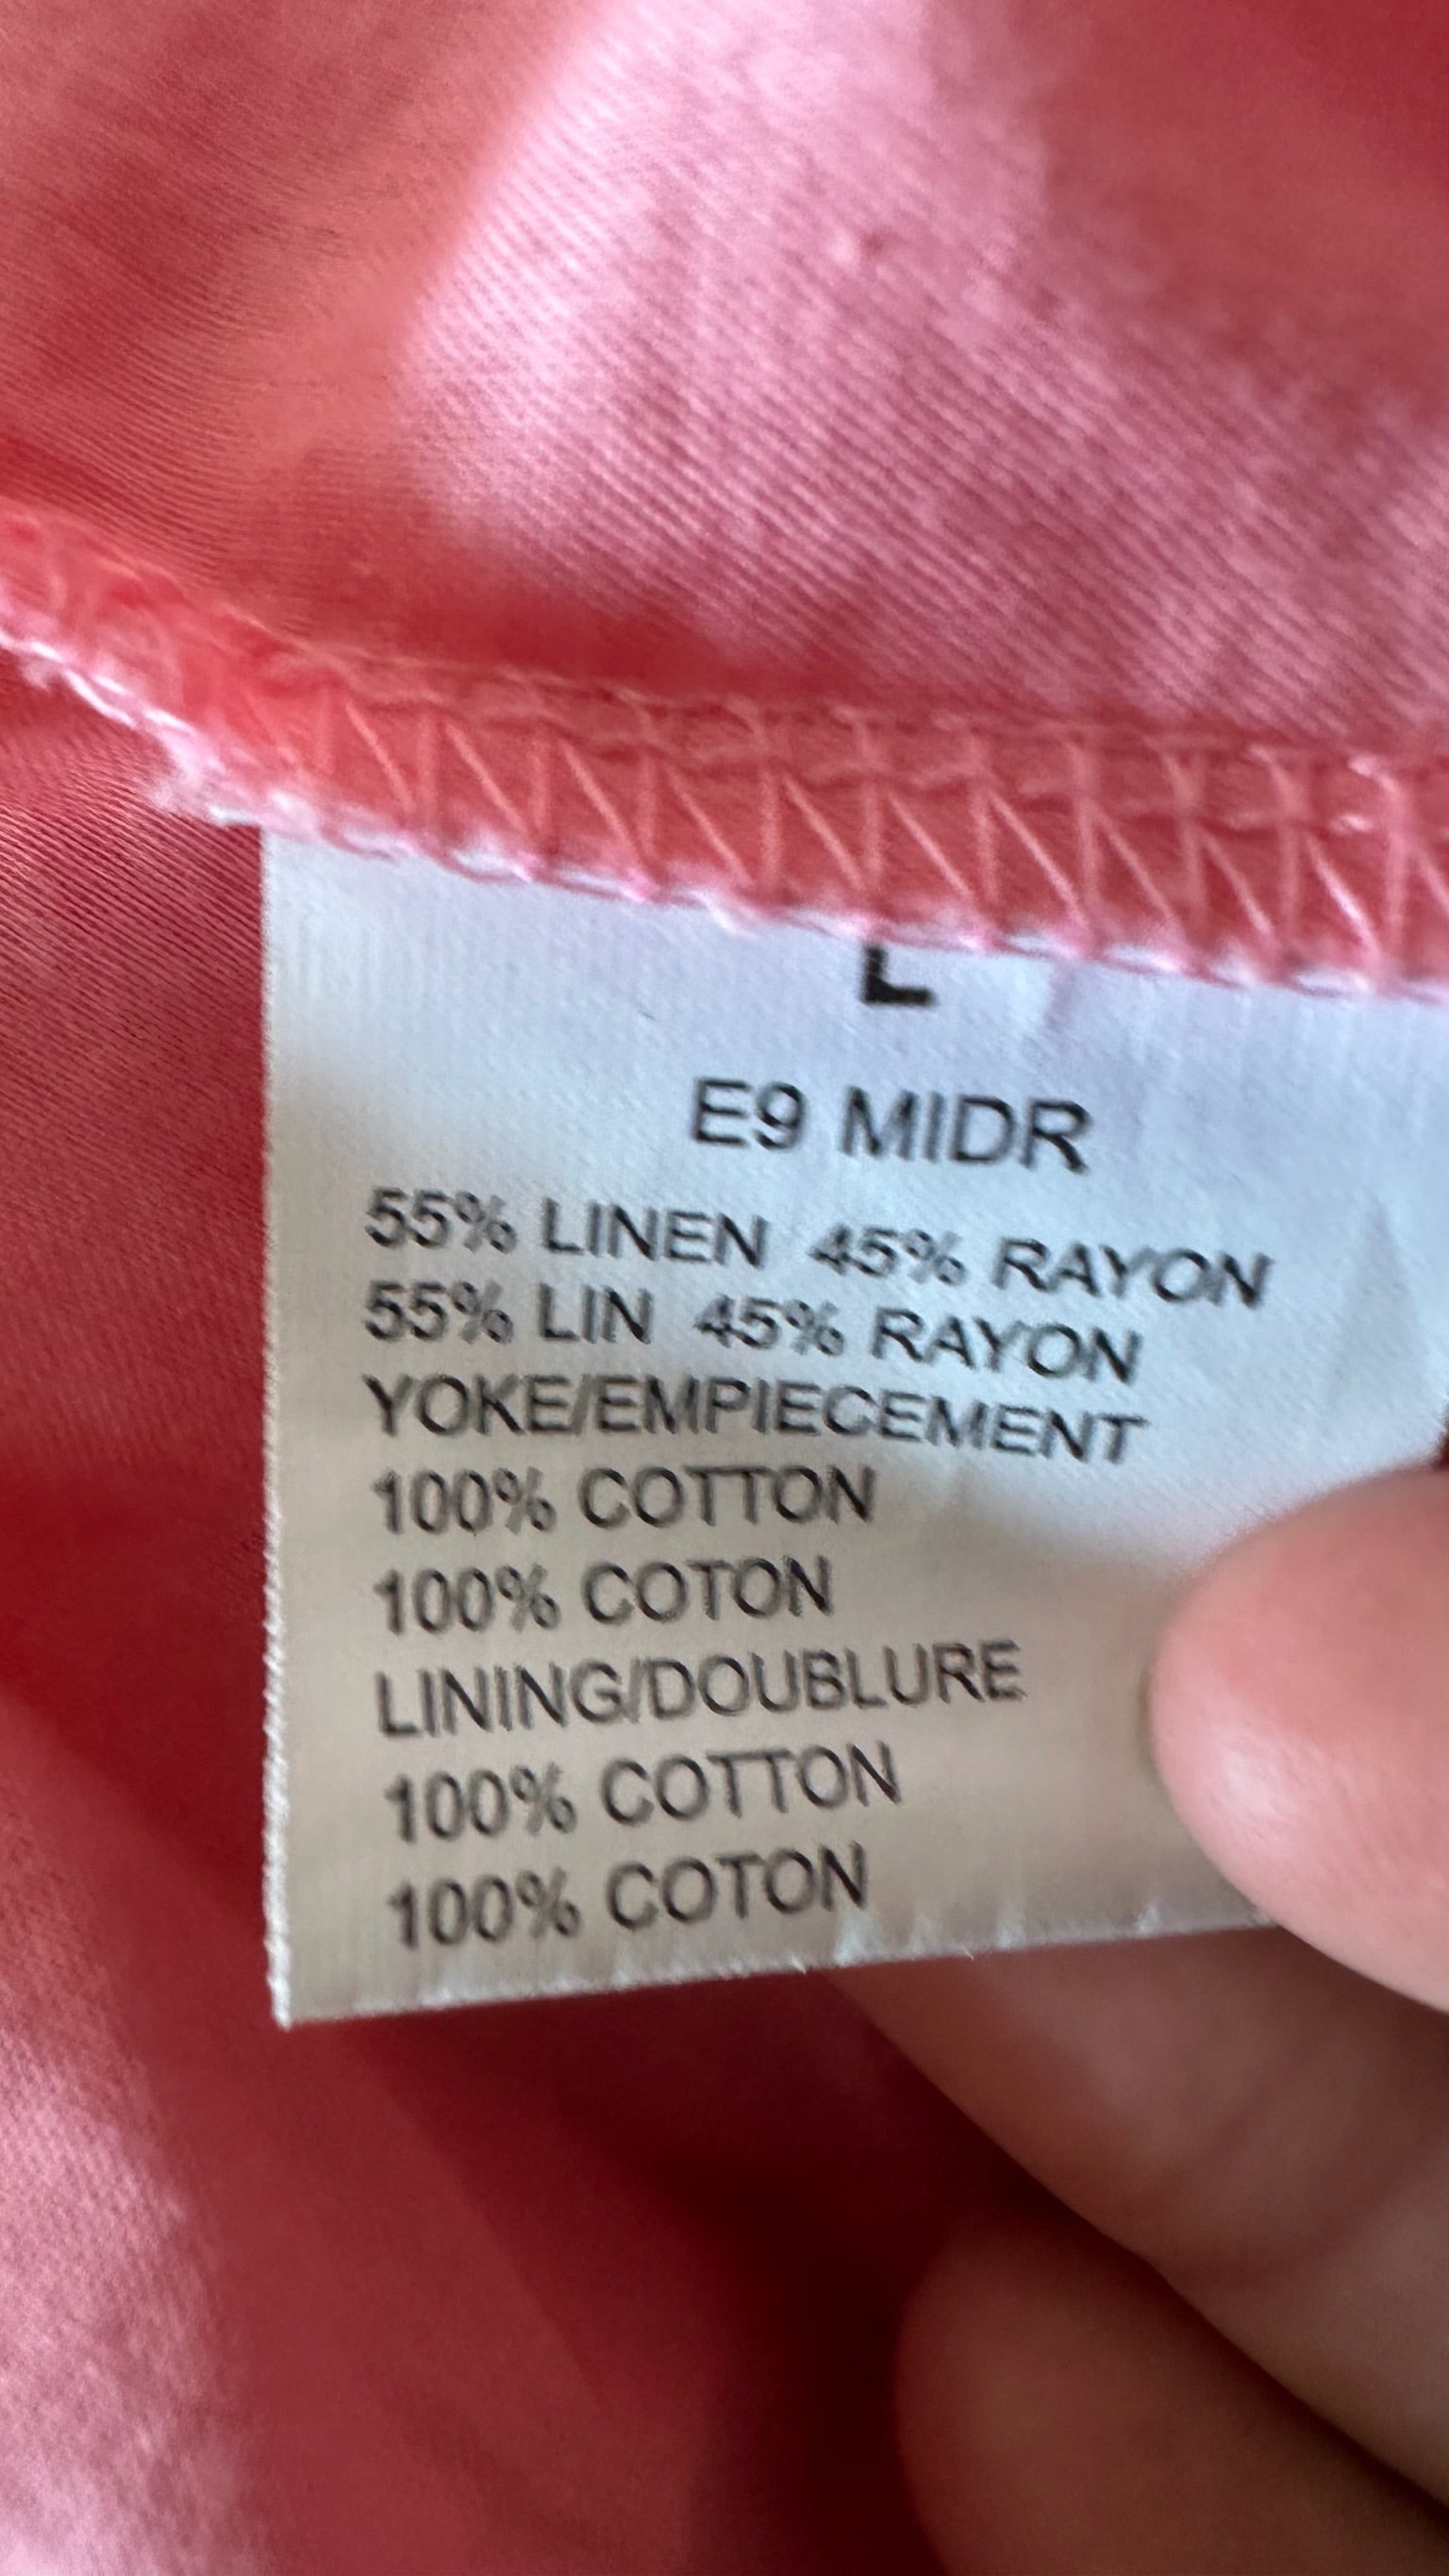 L
E9 MIDR
55% LINEN 45% RAYON
55% LIN 45% RAYON
YOKE/EMPIECEMENT
100% COTTON
100% COTON
LINING/DOUBLURE
100% COTTON
100% COTON